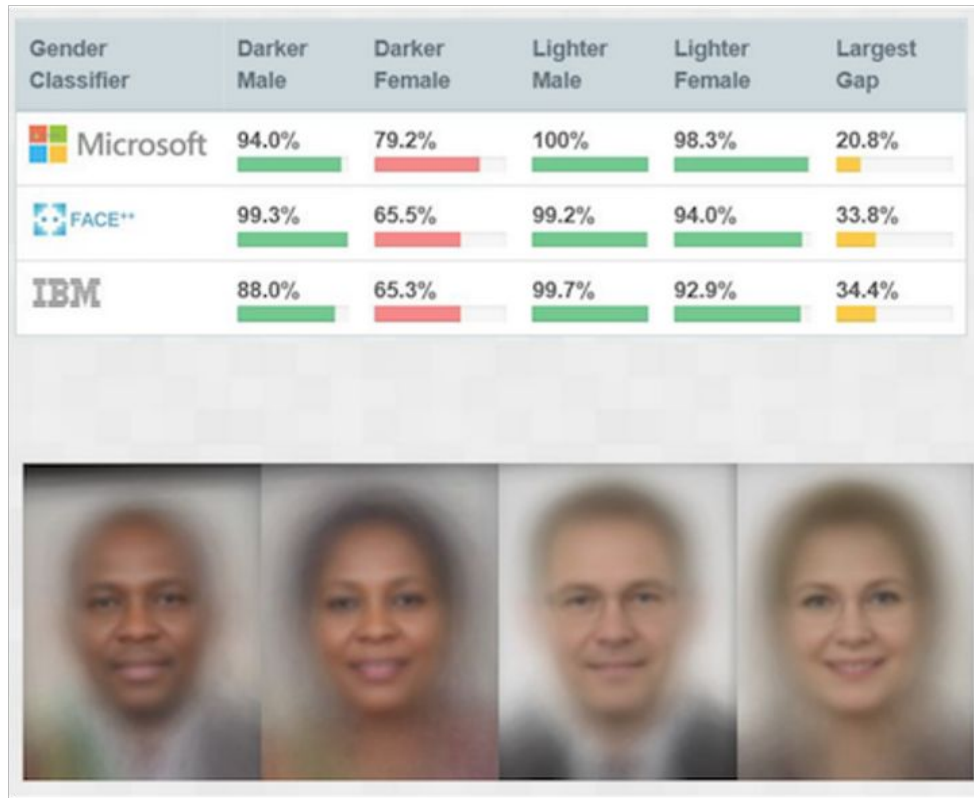 Gender Classifier Darker Male Darker Female Lighter Male Lighter Female Largest Gap
Microsoft 94.0% 79.2% 100% 98.3% 20.8%
FACE++ 99.3% 65.5% 99.2% 94.0% 33.8%
IBM 88.0% 65.3% 99.7% 92.9% 34.4%